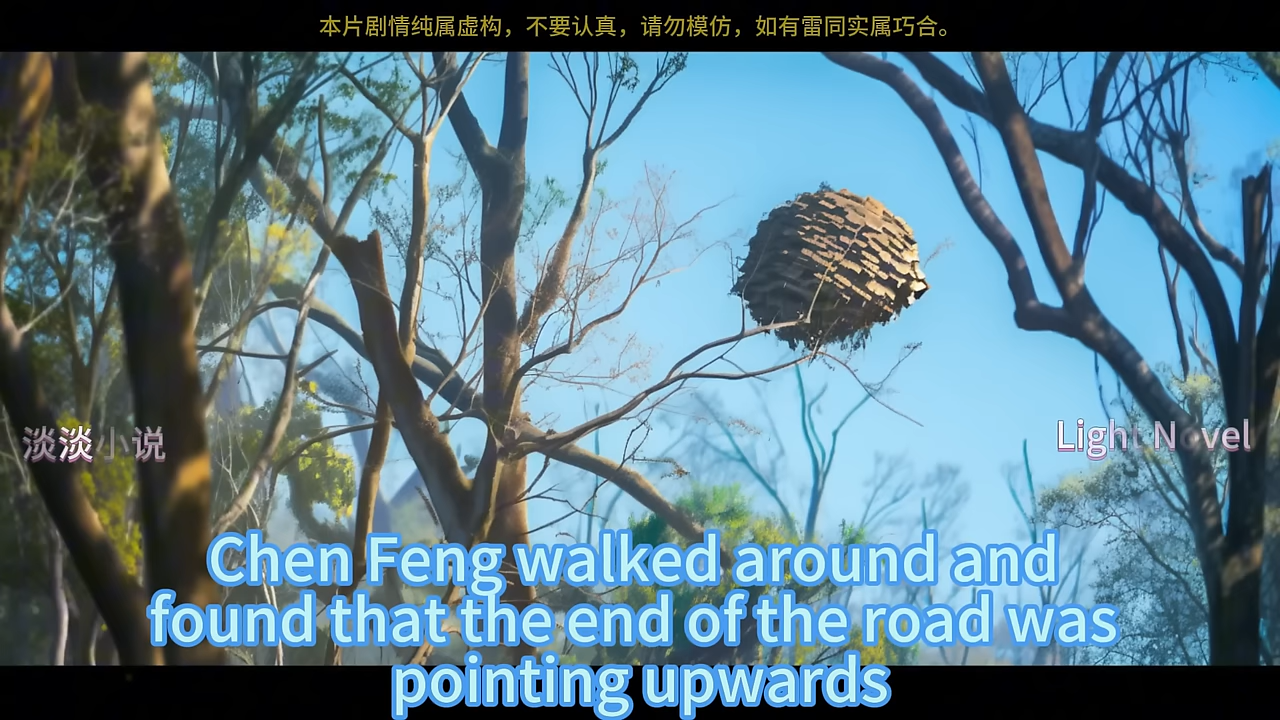 本片剧情纯属虚构，不要认真，请勿模仿，如有雷同实属巧合。
淡淡小说
Light Novel
Chen Feng walked around and
found that the end of the road was
pointing upwards